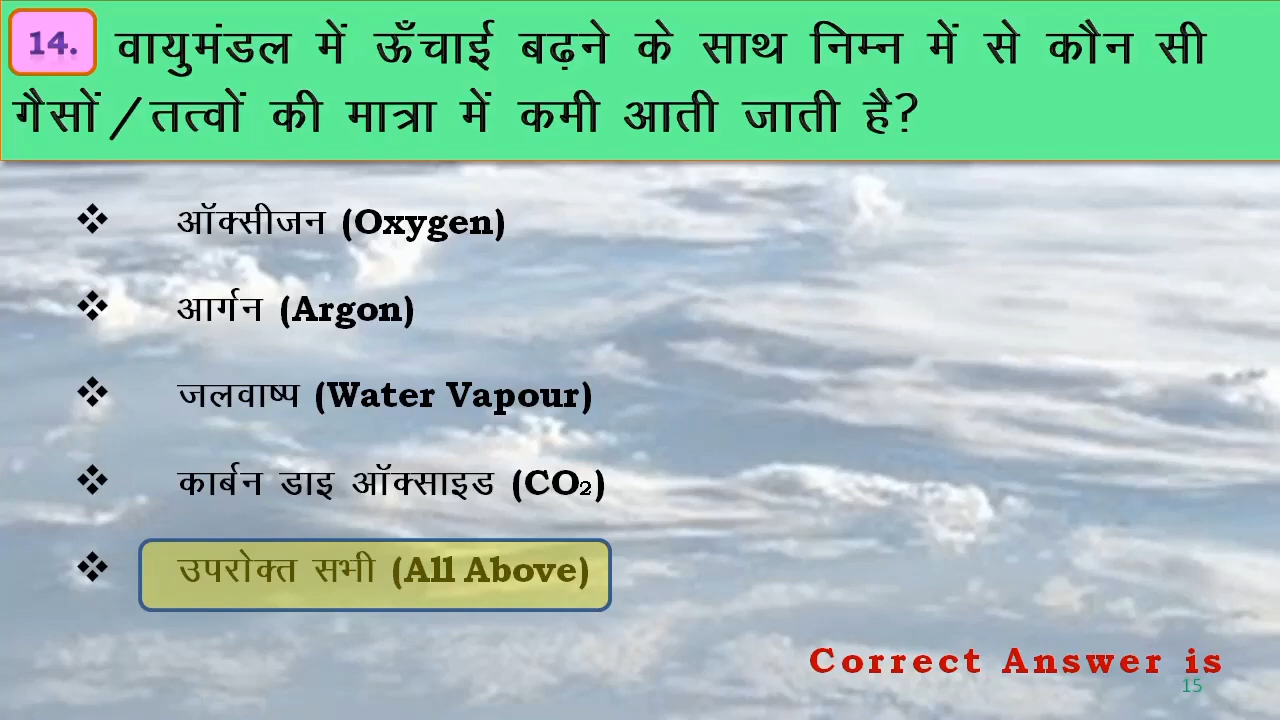 14. वायुमंडल में ऊँचाई बढ़ने के साथ निम्न में से कौन सी
गैसों/तत्वों की मात्रा में कमी आती जाती है?
❖ ऑक्सीजन (Oxygen)
❖ आर्गन (Argon)
❖ जलवाष्प (Water Vapour)
❖ कार्बन डाइ ऑक्साइड (CO₂)
❖ उपरोक्त सभी (All Above)
Correct Answer is
15